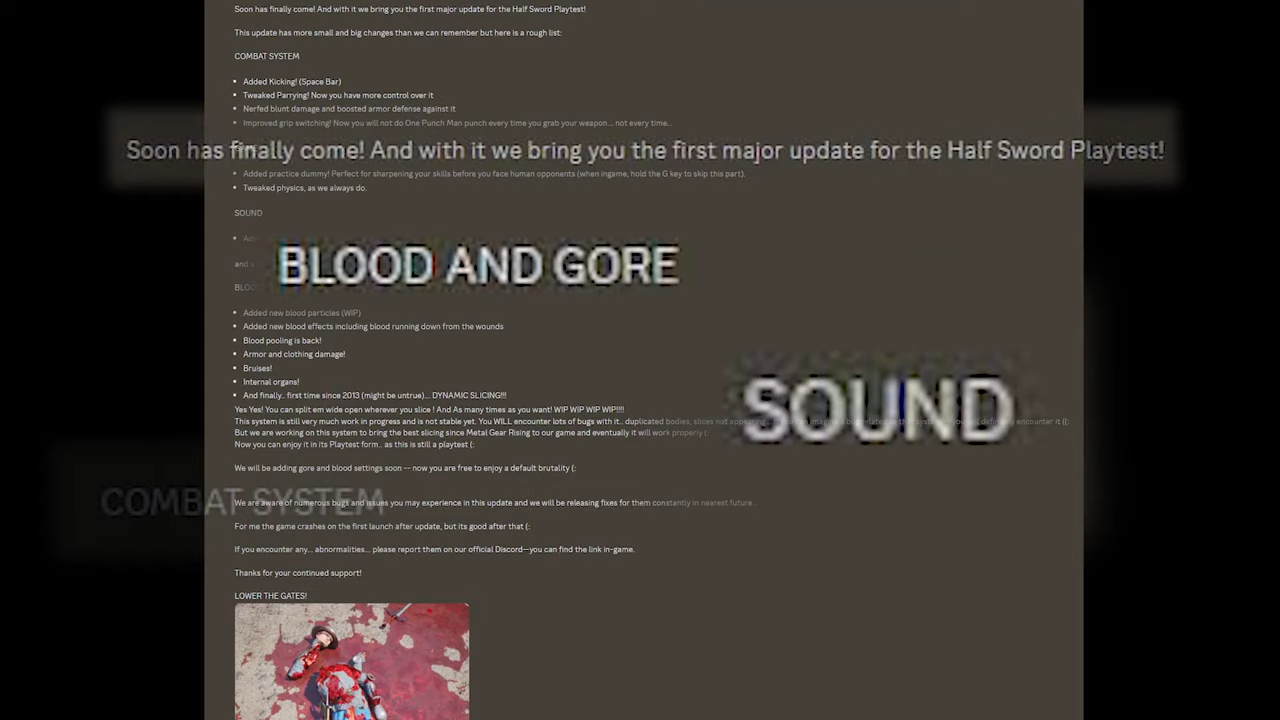 Soon has finally come! And with it we bring you the first major update for the Half Sword Playtest!
This update has more small and big changes than we can remember but here is a rough list:
COMBAT SYSTEM
Added Kicking! (Space Bar)
Tweaked Parrying! Now you have more control over it
Nerfed blunt damage and boosted armor defense against it
Improved grip switching! Now you will not do One Punch Man punch every time you grab your weapon... not every time...
Soon has finally come! And with it we bring you the first major update for the Half Sword Playtest!
Added practice dummy! Perfect for sharpening your skills before you face human opponents (when ingame, hold the G key to skip this part).
Tweaked physics, as we always do.
SOUND
and
BLOOD AND GORE
Added new blood particles (WIP)
Added new blood effects including blood running down from the wounds
Blood pooling is back!
Armor and clothing damage!
Bruises!
Internal organs!
And finally.. first time since 2013 (might be untrue)... DYNAMIC SLICING!!!
SOUND
Yes Yes! You can split em wide open wherever you slice ! And As many times as you want! WIP WIP WIP WIP!!!!
This system is still very much work in progress and is not stable yet. You WILL encounter lots of bugs with it.. duplicated bodies, slices not appearing you will definitely encounter it ((:
But we are working on this system to bring the best slicing since Metal Gear Rising to our game and eventually it will work properly (:
Now you can enjoy it in its Playtest form.. as this is still a playtest (:
We will be adding gore and blood settings soon -- now you are free to enjoy a default brutality (:
COMBAT SYSTEM
We are aware of numerous bugs and issues you may experience in this update and we will be releasing fixes for them constantly in nearest future.
For me the game crashes on the first launch after update, but its good after that (:
If you encounter any... abnormalities... please report them on our official Discord—you can find the link in-game.
Thanks for your continued support!
LOWER THE GATES!